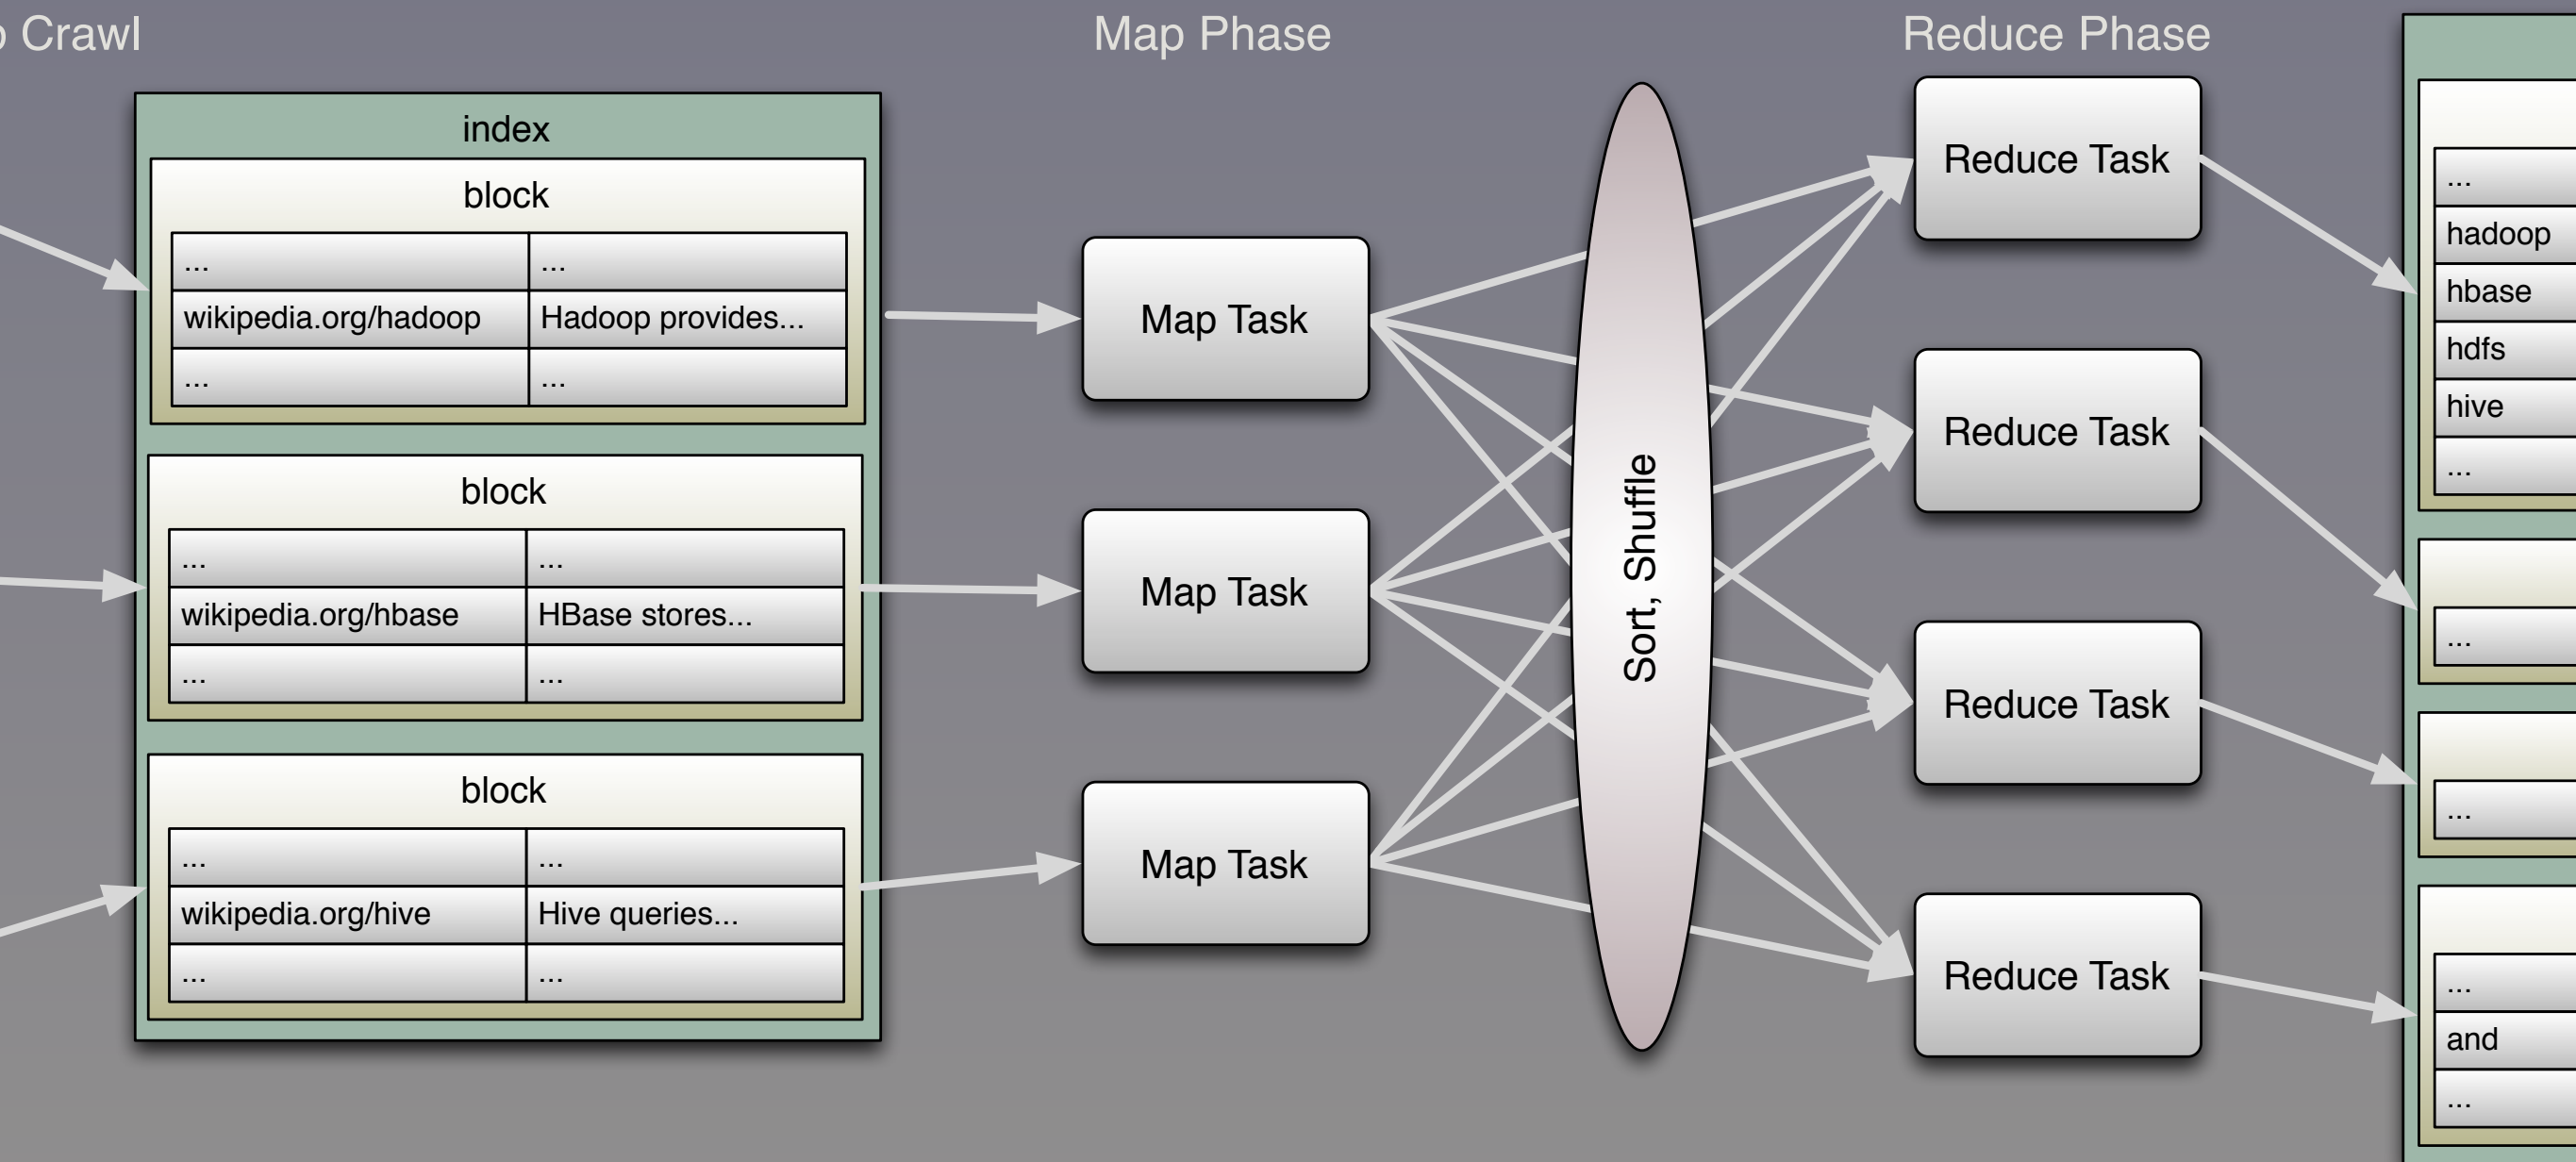 Crawl
Map Phase
Reduce Phase
index
block
... ...
wikipedia.org/hadoop Hadoop provides...
... ...
block
... ...
wikipedia.org/hbase HBase stores...
... ...
block
... ...
wikipedia.org/hive Hive queries...
... ...
Map Task
Map Task
Map Task
Sort, Shuffle
Reduce Task
Reduce Task
Reduce Task
Reduce Task
...
hadoop
hbase
hdfs
hive
...
...
...
...
and
...